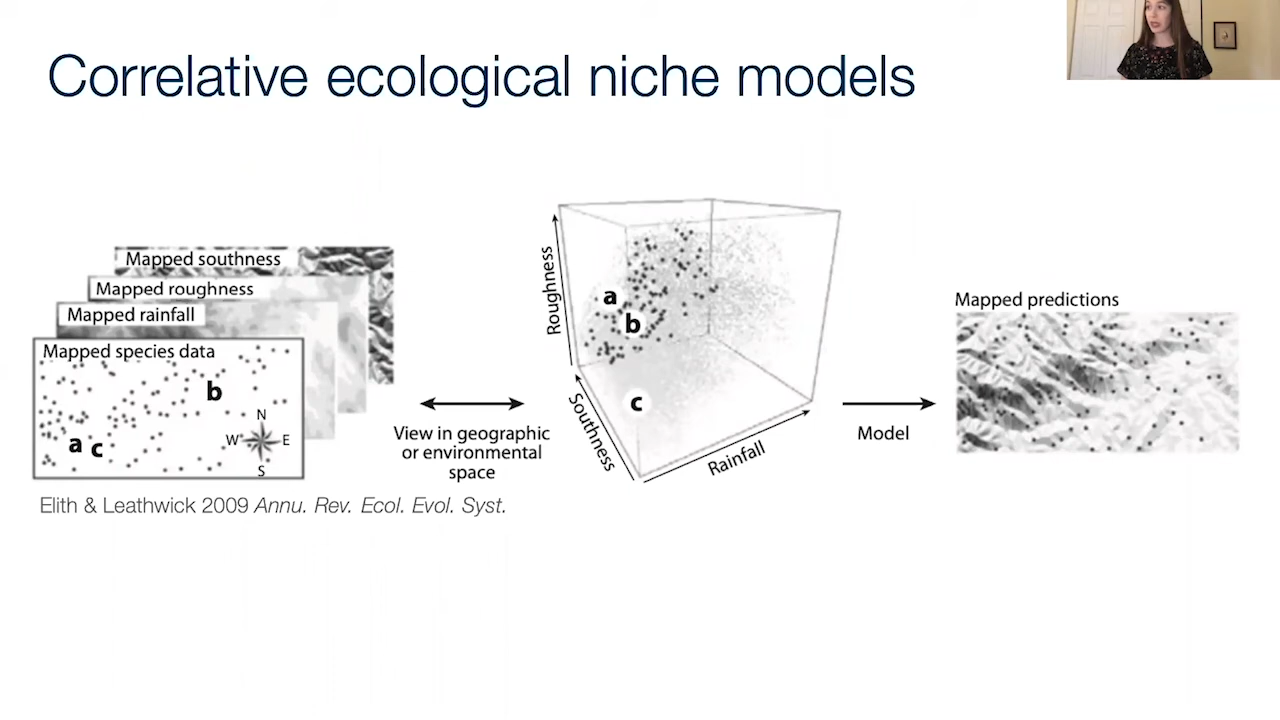 Correlative ecological niche models
Mapped southness
Mapped roughness
Mapped rainfall
Mapped species data
b
a c
N
W E
S
View in geographic
or environmental
space
Roughness
a
b
c
Southness
Rainfall
Model
Mapped predictions
Elith & Leathwick 2009 Annu. Rev. Ecol. Evol. Syst.